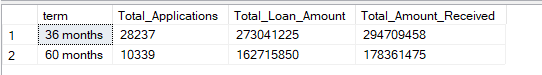 term Total_Applications Total_Loan_Amount Total_Amount_Received
1 36 months 28237 273041225 294709458
2 60 months 10339 162715850 178361475